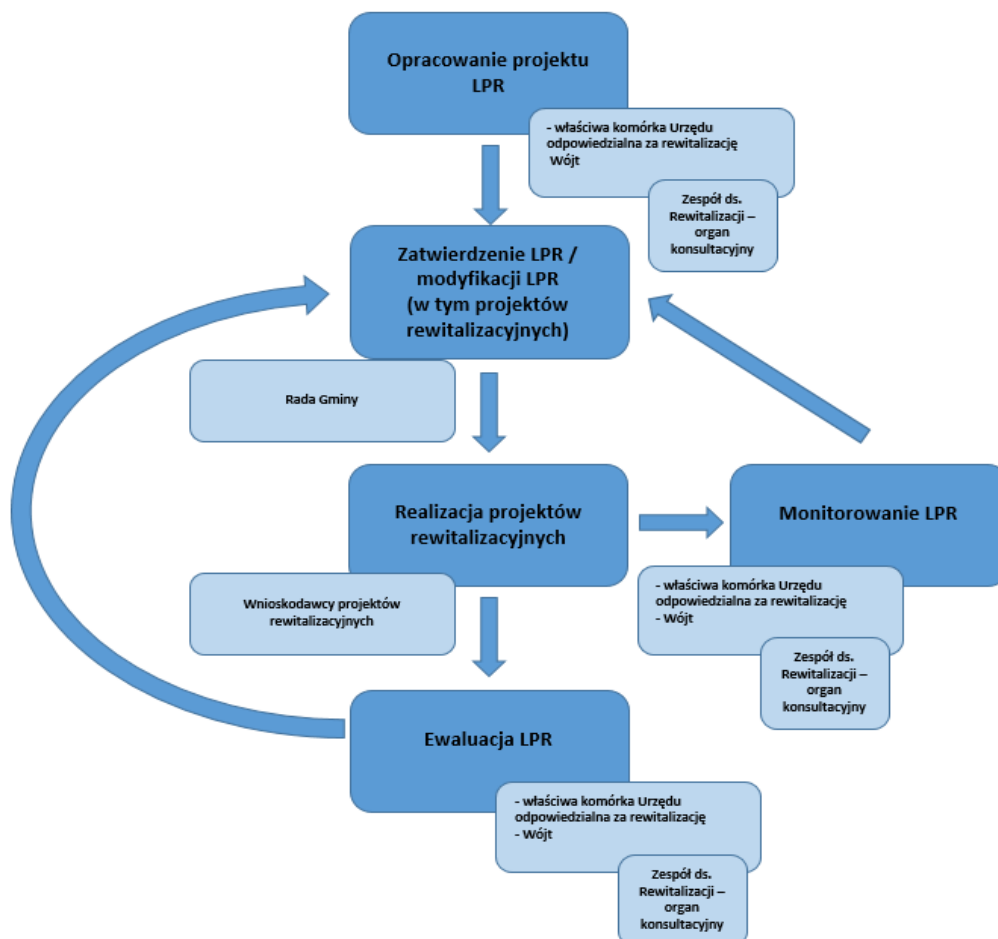 Opracowanie projektu
LPR
- właściwa komórka Urzędu
odpowiedzialna za rewitalizację
Wójt
Zespół ds.
Rewitalizacji –
organ
konsultacyjny
Zatwierdzenie LPR /
modyfikacji LPR
(w tym projektów
rewitalizacyjnych)
Rada Gminy
Realizacja projektów
rewitalizacyjnych
Wnioskodawcy projektów
rewitalizacyjnych
Monitorowanie LPR
- właściwa komórka Urzędu
odpowiedzialna za rewitalizację
- Wójt
Zespół ds.
Rewitalizacji –
organ
konsultacyjny
Ewaluacja LPR
- właściwa komórka Urzędu
odpowiedzialna za rewitalizację
- Wójt
Zespół ds.
Rewitalizacji –
organ
konsultacyjny